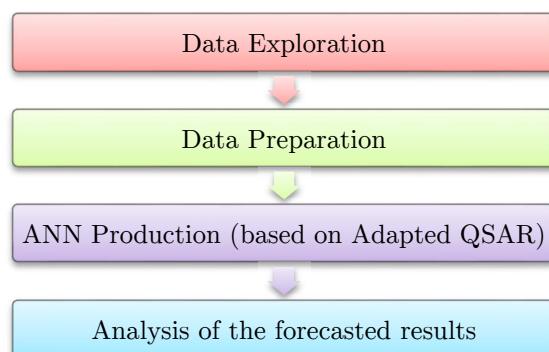 Data Exploration
Data Preparation
ANN Production (based on Adapted QSAR)
Analysis of the forecasted results